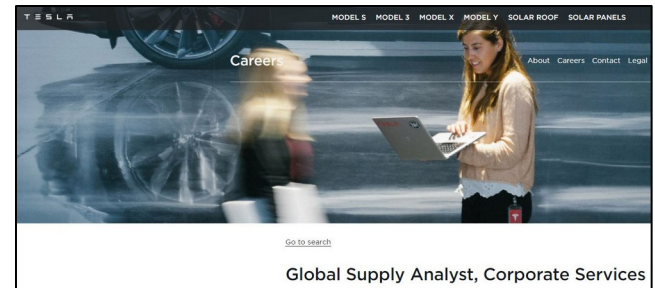 TESLA
MODEL S MODEL 3 MODEL X MODEL Y SOLAR ROOF SOLAR PANELS
Careers
About Careers Contact Legal
Go to search
Global Supply Analyst, Corporate Services